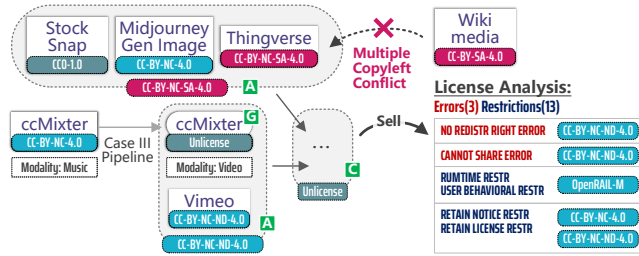 Stock
Snap
CC0-1.0
Midjourney
Gen Image
CC-BY-NC-4.0
Thingverse
CC-BY-NC-SA-4.0
CC-BY-NC-SA-4.0
A
Multiple
Copyleft
Conflict
Wiki
media
CC-BY-SA-4.0
ccMixter
CC-BY-NC-4.0
Modality: Music
Case III
Pipeline
G
ccMixter
Unlicense
Modality: Video
Vimeo
CC-BY-NC-ND-4.0
A
CC-BY-NC-ND-4.0
...
C
Unlicense
Sell
License Analysis:
Errors(3) Restrictions(13)
NO REDISTR RIGHT ERROR CC-BY-NC-ND-4.0
CANNOT SHARE ERROR CC-BY-NC-ND-4.0
RUMTIME RESTR
USER BEHAVIORAL RESTR
OpenRAIL-M
RETAIN NOTICE RESTR CC-BY-NC-4.0
RETAIN LICENSE RESTR
CC-BY-NC-ND-4.0